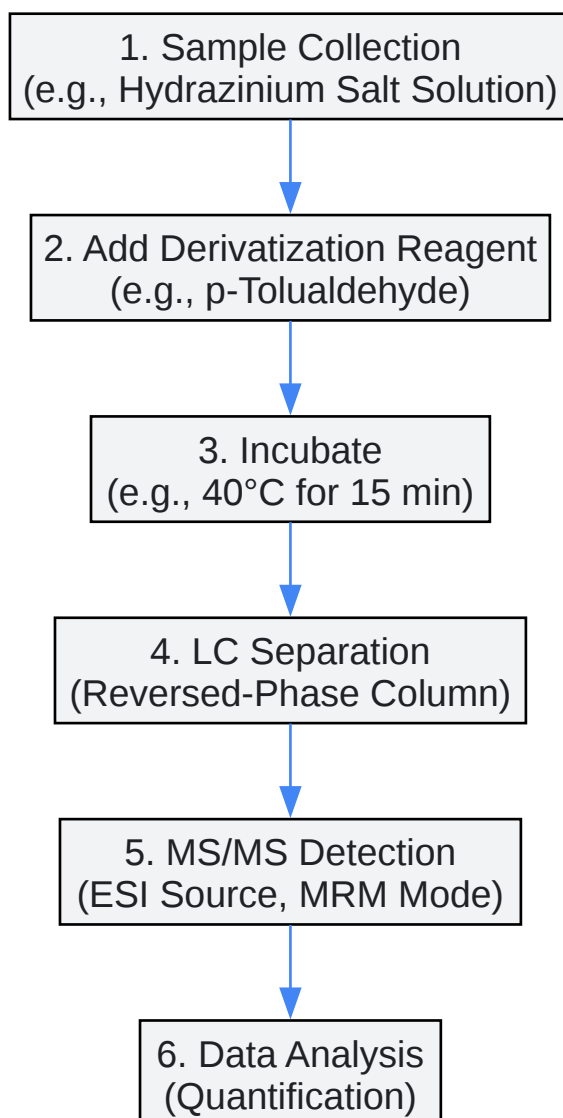 1. Sample Collection
(e.g., Hydrazinium Salt Solution)
2. Add Derivatization Reagent
(e.g., p-Tolualdehyde)
3. Incubate
(e.g., 40°C for 15 min)
4. LC Separation
(Reversed-Phase Column)
5. MS/MS Detection
(ESI Source, MRM Mode)
6. Data Analysis
(Quantification)